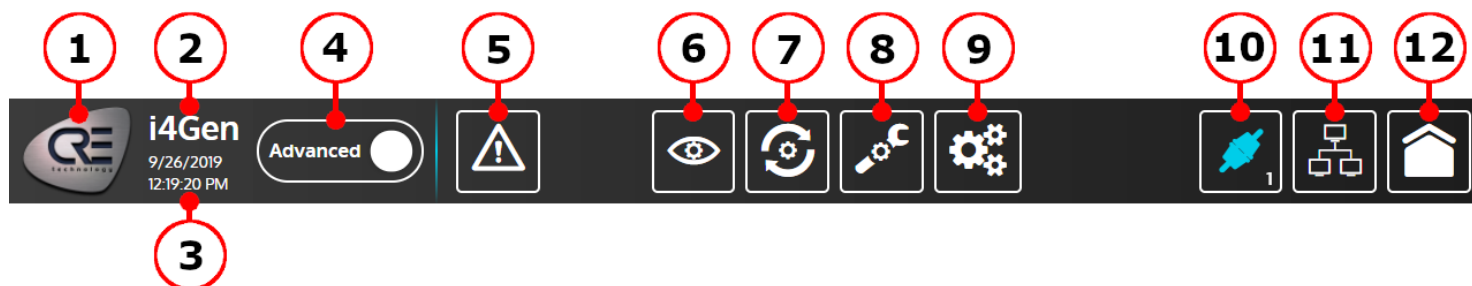 1 2 4 5 6 7 8 9 10 11 12
CRE
technology
i4Gen
9/26/2019
12:19:20 PM
Advanced
1
3